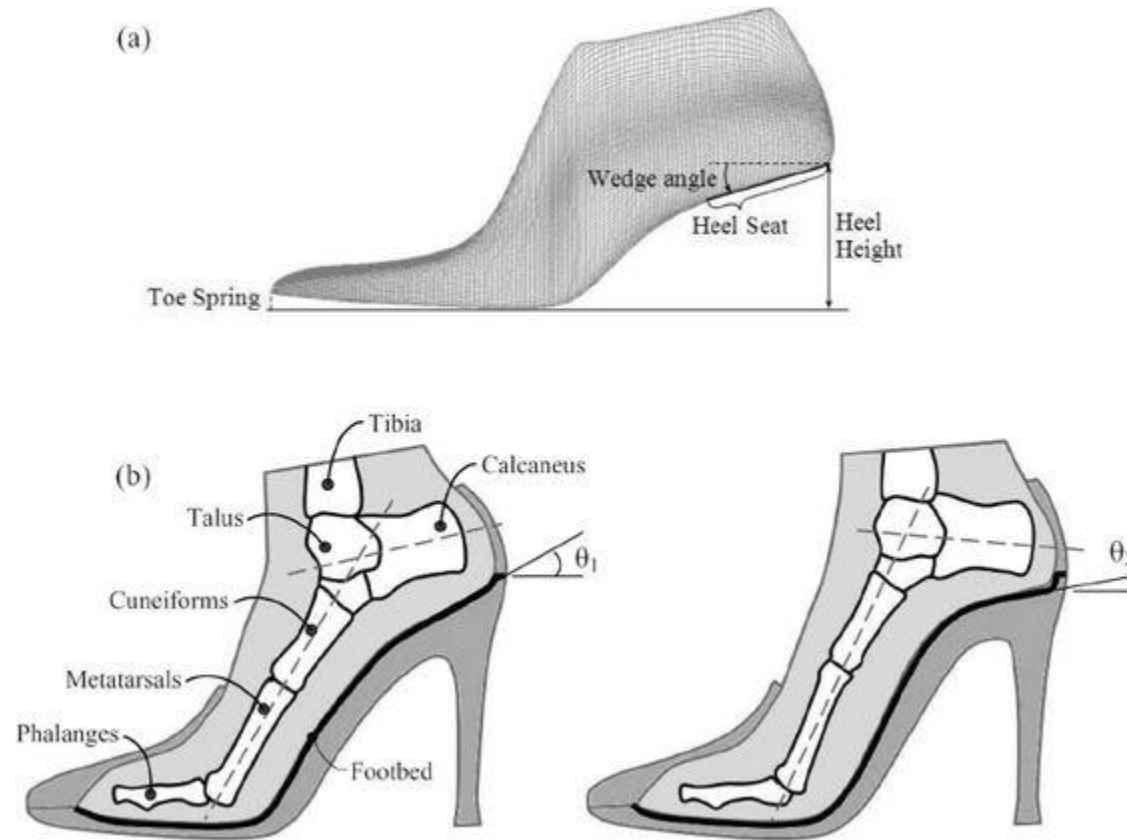 (a)
Wedge angle
Heel Seat
Heel
Height
Toe Spring
(b)
Tibia
Calcaneus
Talus
θ1
Cuneiforms
Metatarsals
Phalanges
Footbed